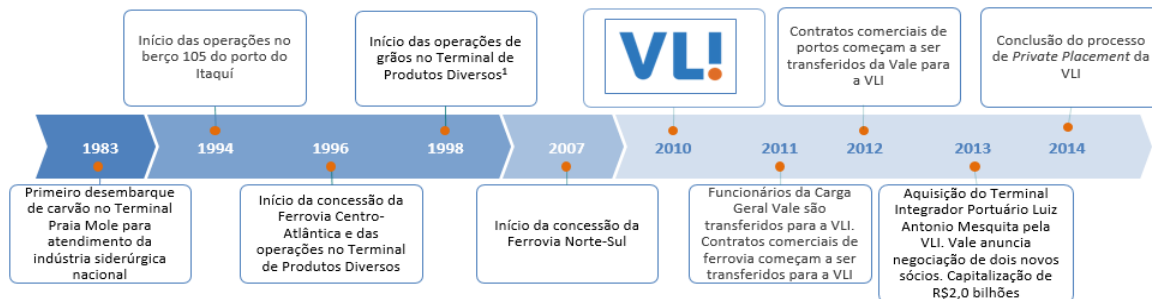 Início das operações no
berço 105 do porto do
Itaquí
Início das operações de
grãos no Terminal de
Produtos Diversos¹
VL!
Contratos comerciais de
portos começam a ser
transferidos da Vale para
a VLI
Conclusão do processo
de Private Placement da
VLI
1983
1994
1996
1998
2007
2010
2011
2012
2013
2014
Primeiro desembarque
de carvão no Terminal
Praia Mole para
atendimento da
indústria siderúrgica
nacional
Início da concessão da
Ferrovia Centro-
Atlântica e das
operações no Terminal
de Produtos Diversos
Início da concessão da
Ferrovia Norte-Sul
Funcionários da Carga
Geral Vale são
transferidos para a VLI.
Contratos comerciais de
ferrovia começam a ser
transferidos para a VLI
Aquisição do Terminal
Integrador Portuário Luiz
Antonio Mesquita pela
VLI. Vale anuncia
negociação de dois novos
sócios. Capitalização de
R$2,0 bilhões